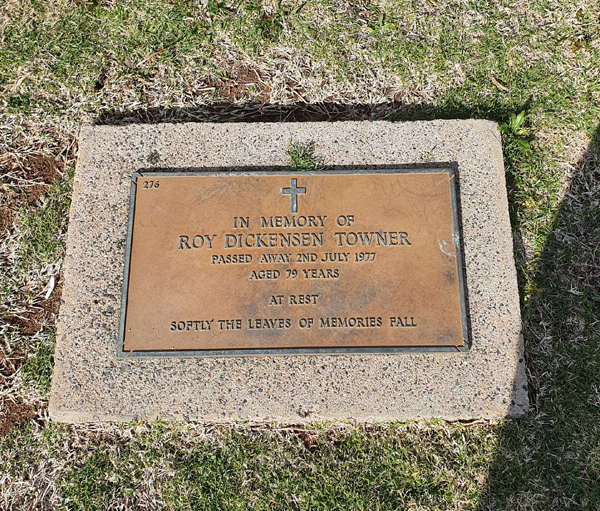 276
IN MEMORY OF
ROY DICKENSEN TOWNER
PASSED AWAY 2ND JULY 1977
AGED 79 YEARS
AT REST
SOFTLY THE LEAVES OF MEMORIES FALL